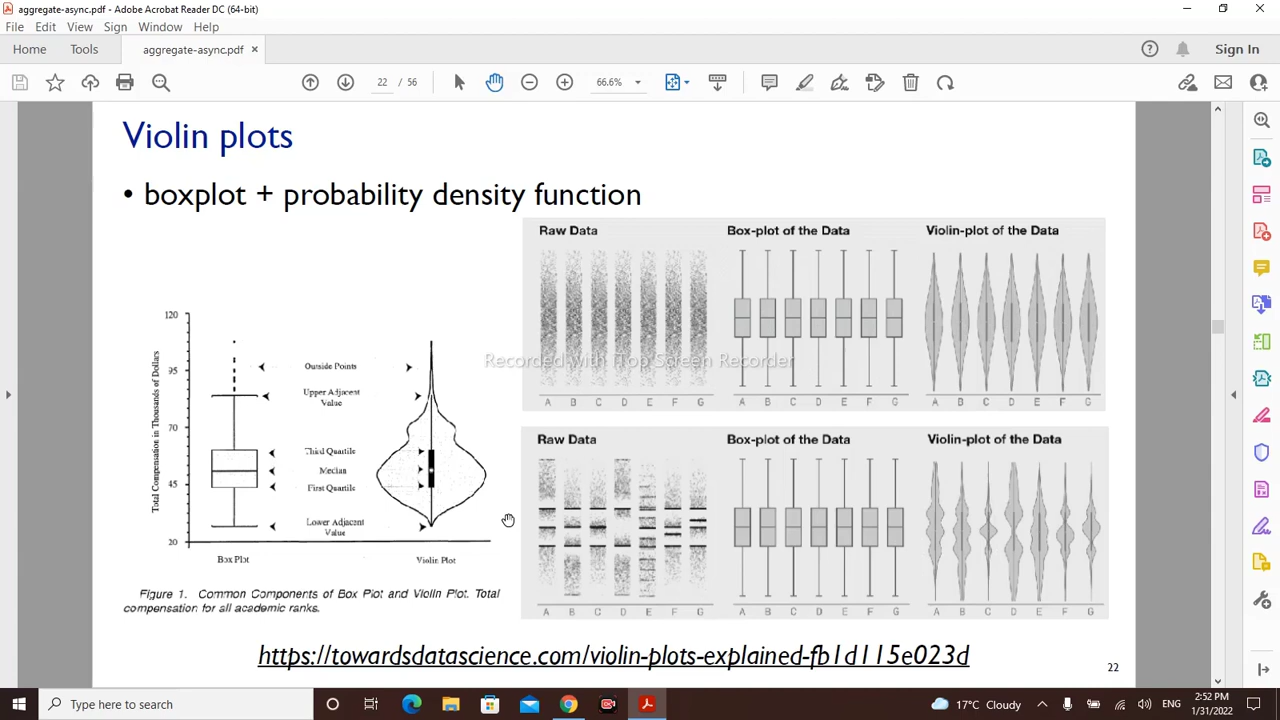 aggregate-async.pdf - Adobe Acrobat Reader DC (64-bit)
File Edit View Sign Window Help
Home Tools aggregate-async.pdf × Sign In
22 / 56 66.6%
Violin plots
• boxplot + probability density function
Raw Data Box-plot of the Data Violin-plot of the Data
A B C D E F G A B C D E F G A B C D E F G
Recorded with iTop Screen Recorder
120
95
70
45
20
Total Compensation in Thousands of Dollars
Outside Points
Upper Adjacent
Value
Third Quartile
Median
First Quartile
Lower Adjacent
Value
Box Plot Violin Plot
Figure 1. Common Components of Box Plot and Violin Plot. Total
compensation for all academic ranks.
Raw Data Box-plot of the Data Violin-plot of the Data
A B C D E F G A B C D E F G A B C D E F G
https://towardsdatascience.com/violin-plots-explained-fb1d115e023d
22
Type here to search
17°C Cloudy ENG 2:52 PM
1/31/2022